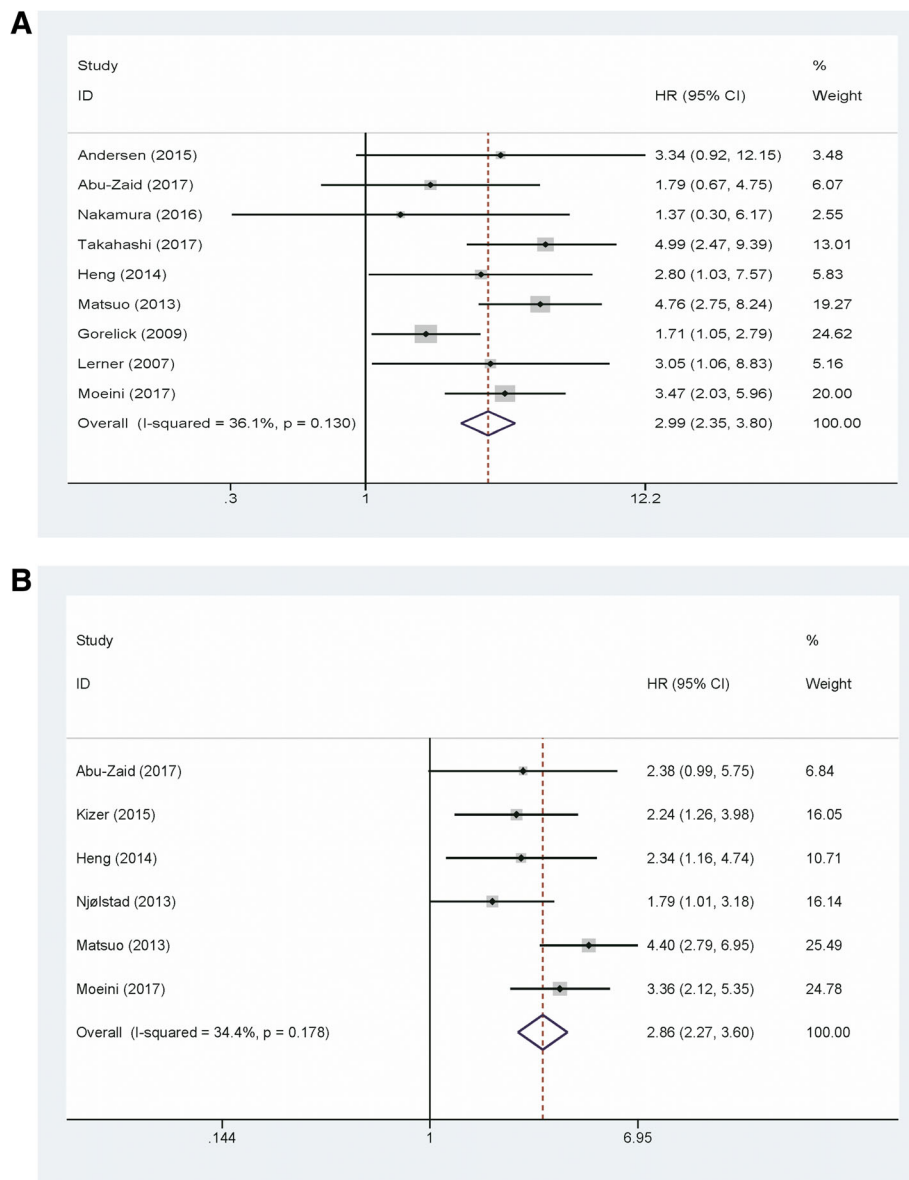 A
Study %
ID HR (95% CI) Weight
Andersen (2015) 3.34 (0.92, 12.15) 3.48
Abu-Zaid (2017) 1.79 (0.67, 4.75) 6.07
Nakamura (2016) 1.37 (0.30, 6.17) 2.55
Takahashi (2017) 4.99 (2.47, 9.39) 13.01
Heng (2014) 2.80 (1.03, 7.57) 5.83
Matsuo (2013) 4.76 (2.75, 8.24) 19.27
Gorelick (2009) 1.71 (1.05, 2.79) 24.62
Lerner (2007) 3.05 (1.06, 8.83) 5.16
Moeini (2017) 3.47 (2.03, 5.96) 20.00
Overall (I-squared = 36.1%, p = 0.130) 2.99 (2.35, 3.80) 100.00
.3 1 12.2
B
Study %
ID HR (95% CI) Weight
Abu-Zaid (2017) 2.38 (0.99, 5.75) 6.84
Kizer (2015) 2.24 (1.26, 3.98) 16.05
Heng (2014) 2.34 (1.16, 4.74) 10.71
Njølstad (2013) 1.79 (1.01, 3.18) 16.14
Matsuo (2013) 4.40 (2.79, 6.95) 25.49
Moeini (2017) 3.36 (2.12, 5.35) 24.78
Overall (I-squared = 34.4%, p = 0.178) 2.86 (2.27, 3.60) 100.00
.144 1 6.95